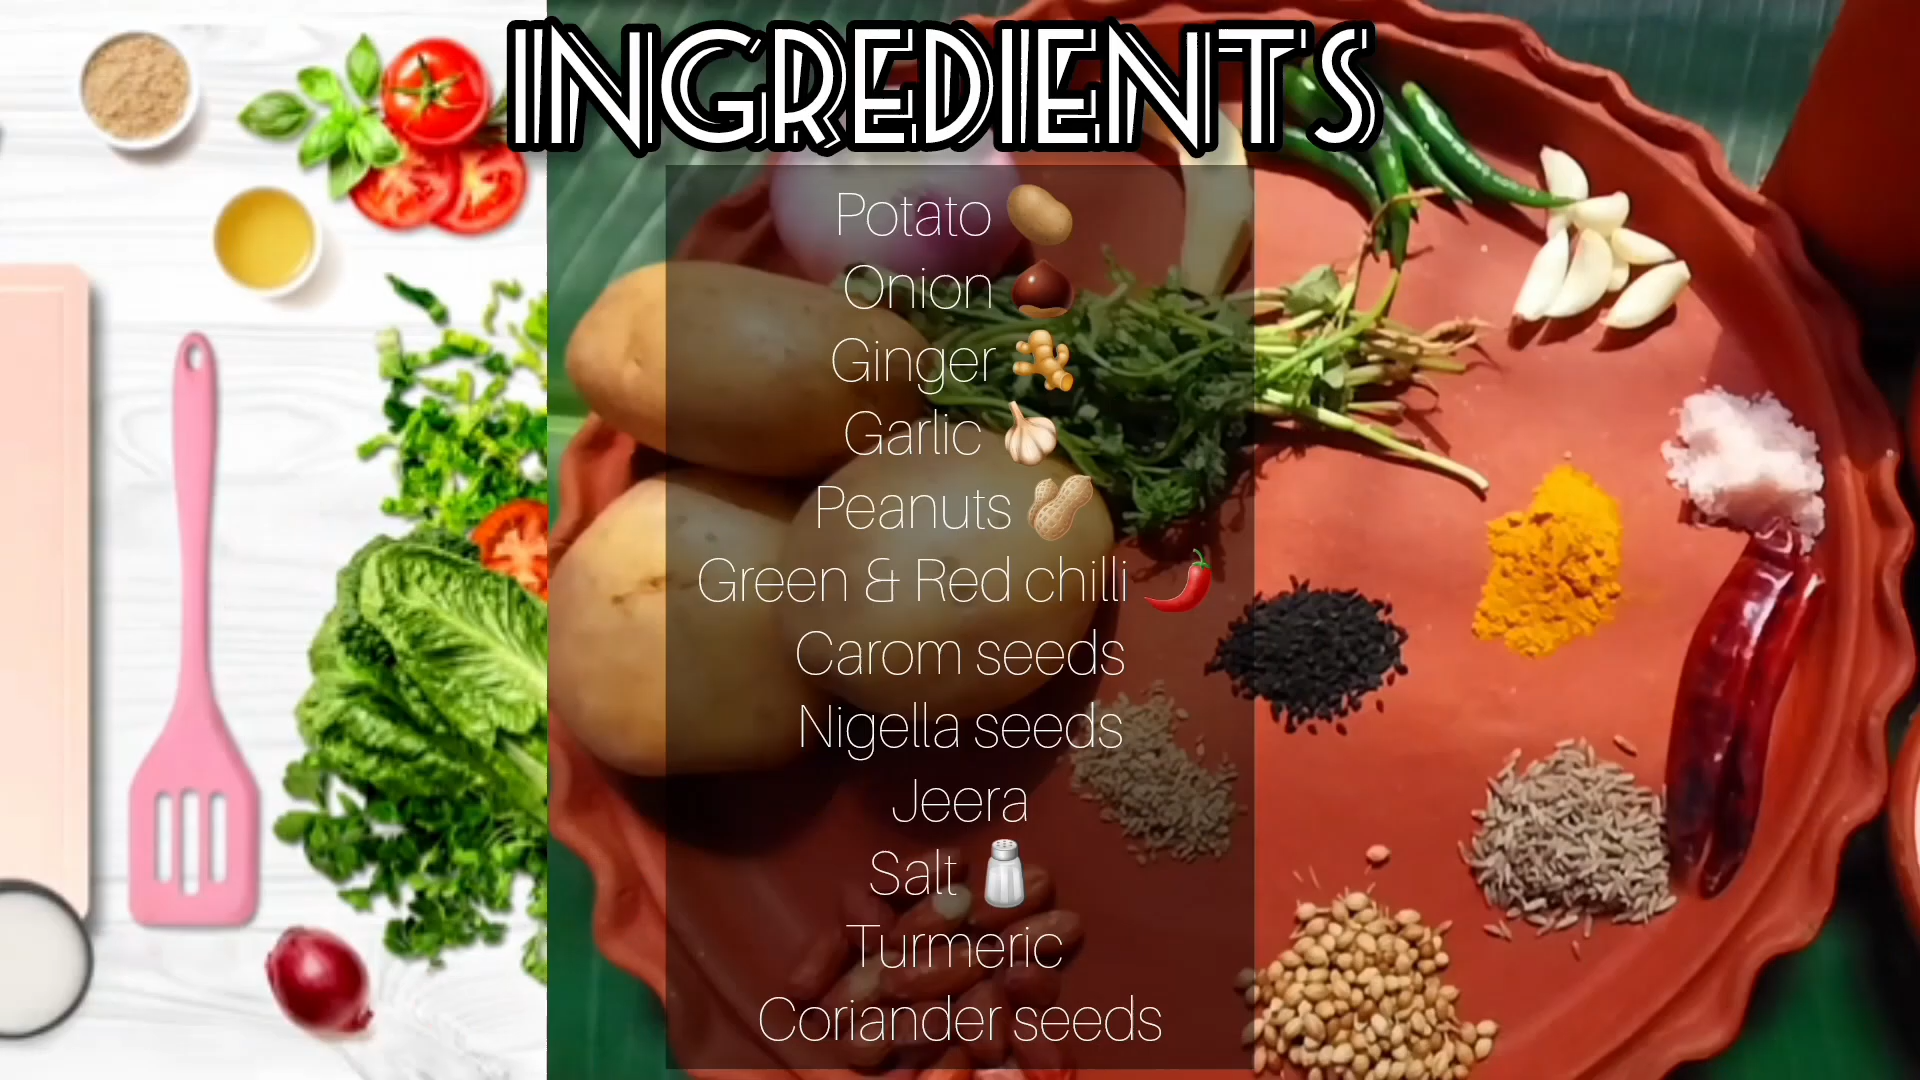 INGREDIENTS
Potato 🥔
Onion 🌰
Ginger 🫚
Garlic 🧄
Peanuts 🥜
Green & Red chilli 🌶️
Carom seeds
Nigella seeds
Jeera
Salt 🧂
Turmeric
Coriander seeds